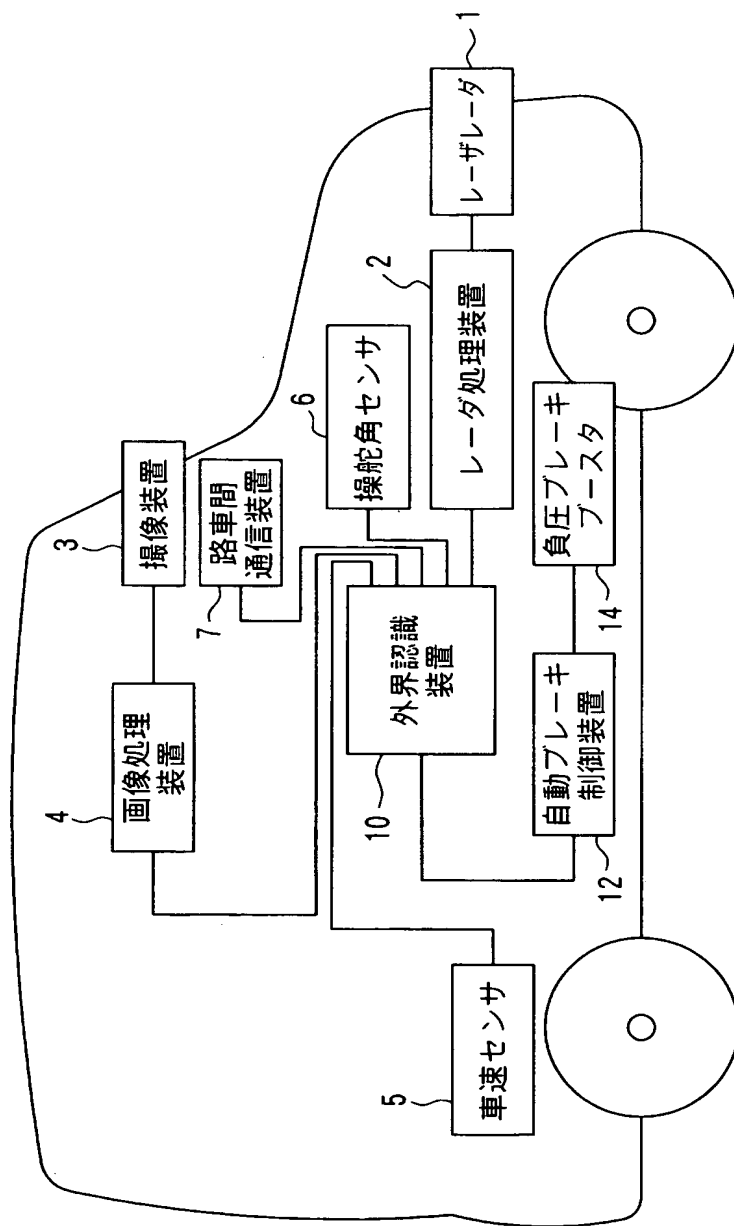 3
撮像装置
4
画像処理
装置
7
路車間
通信装置
6
操舵角センサ
2
レーダ処理装置
1
レーザレーダ
10
外界認識
装置
5
車速センサ
12
自動ブレーキ
制御装置
14
負圧ブレーキ
ブースタ